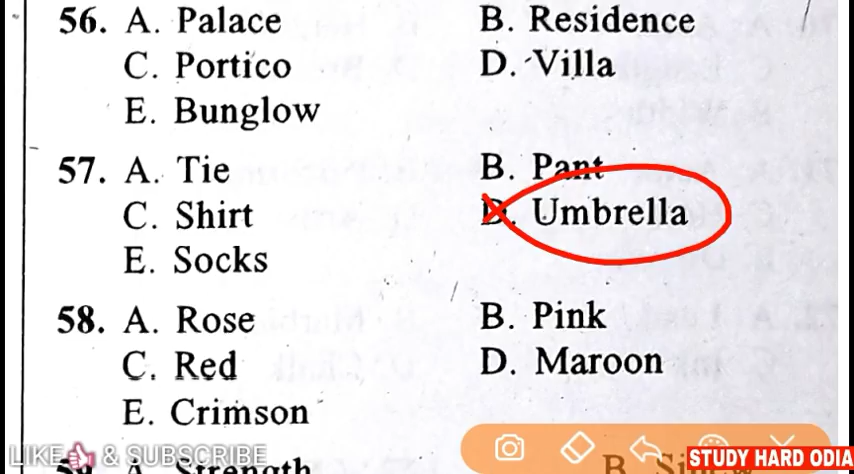 56. A. Palace B. Residence
C. Portico D. Villa
E. Bunglow
57. A. Tie B. Pant
C. Shirt D. Umbrella
E. Socks
58. A. Rose B. Pink
C. Red D. Maroon
E. Crimson
LIKE & SUBSCRIBE
STUDY HARD ODIA
A Strength